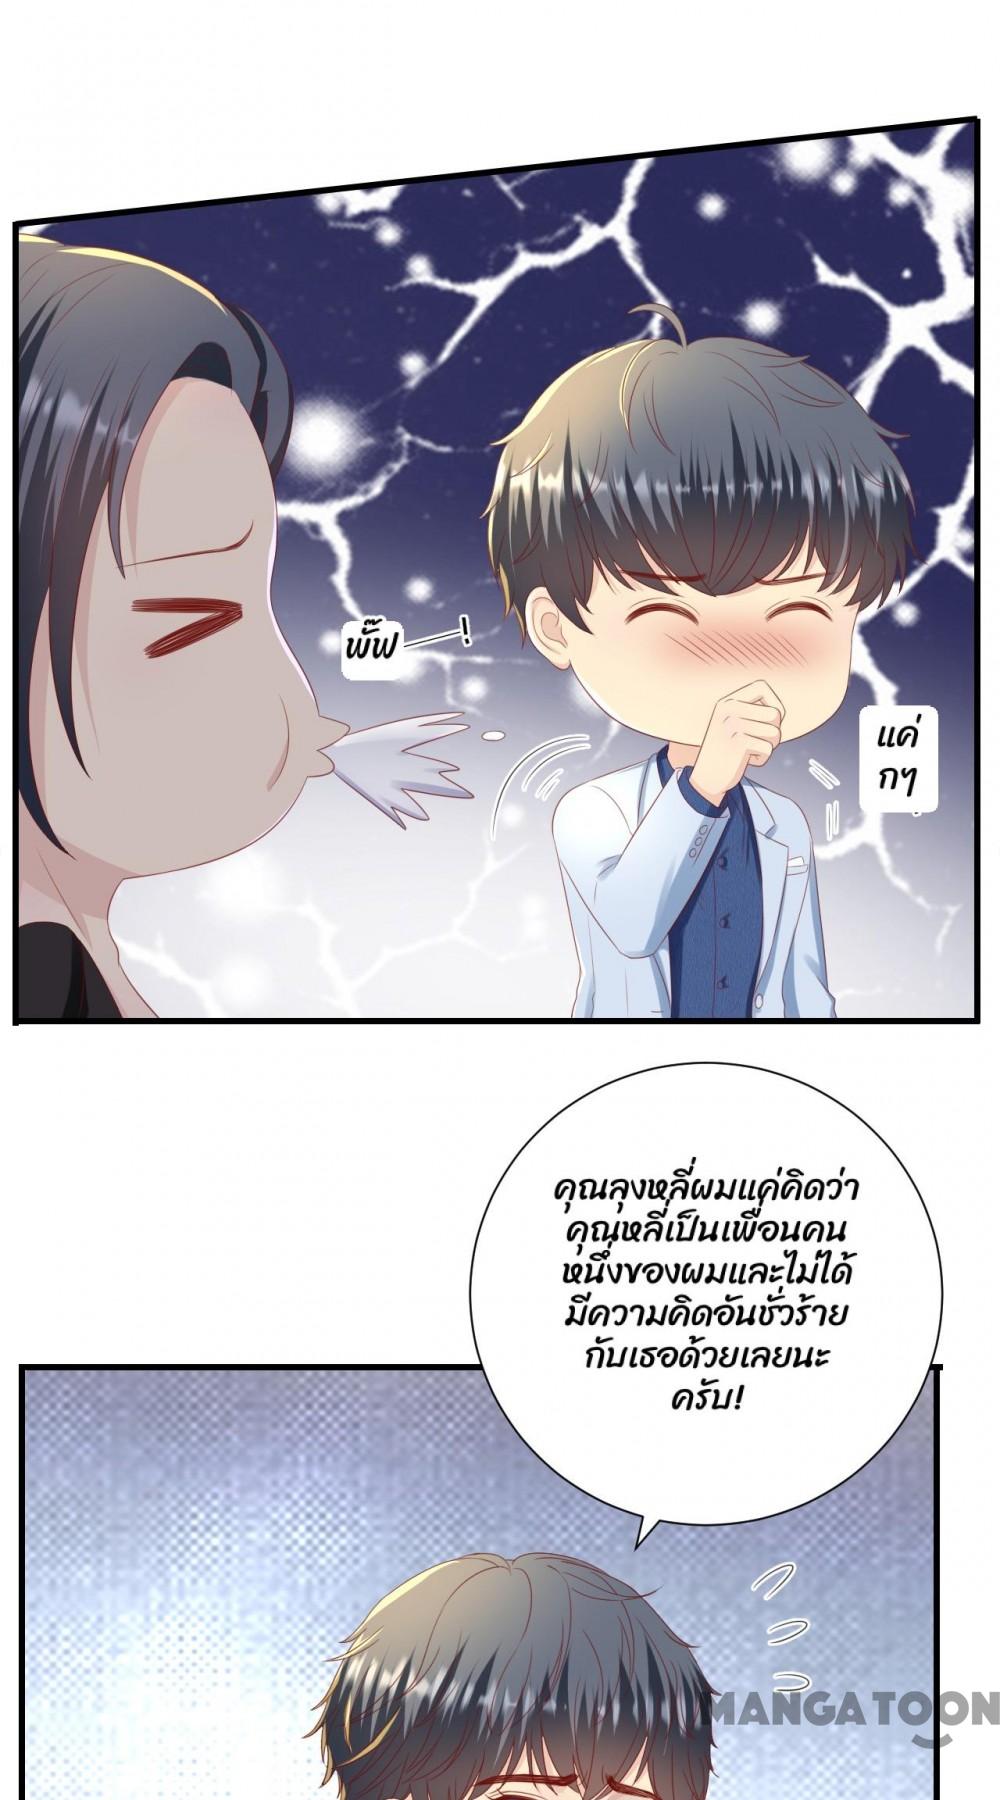 พั๊ฟ
!
แค่
กๆ
คุณลุงหลี่ผมแค่คิดว่า
คุณหลี่เป็นเพื่อนคน
หนึ่งของผมและไม่ได้
มีความคิดอันชั่วร้าย
กับเธอด้วยเลยนะ
ครับ!
MANGATOON